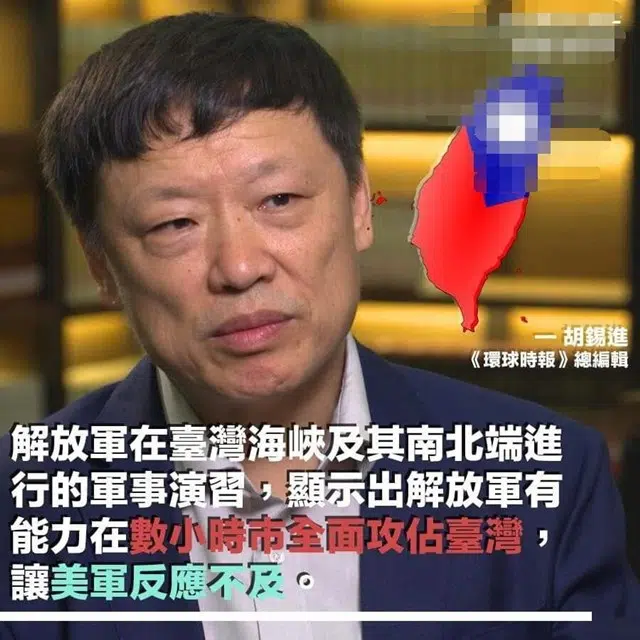 — 胡錫進
《環球時報》總編輯
解放軍在臺灣海峽及其南北端進
行的軍事演習，顯示出解放軍有
能力在數小時市全面攻佔臺灣，
讓美軍反應不及。